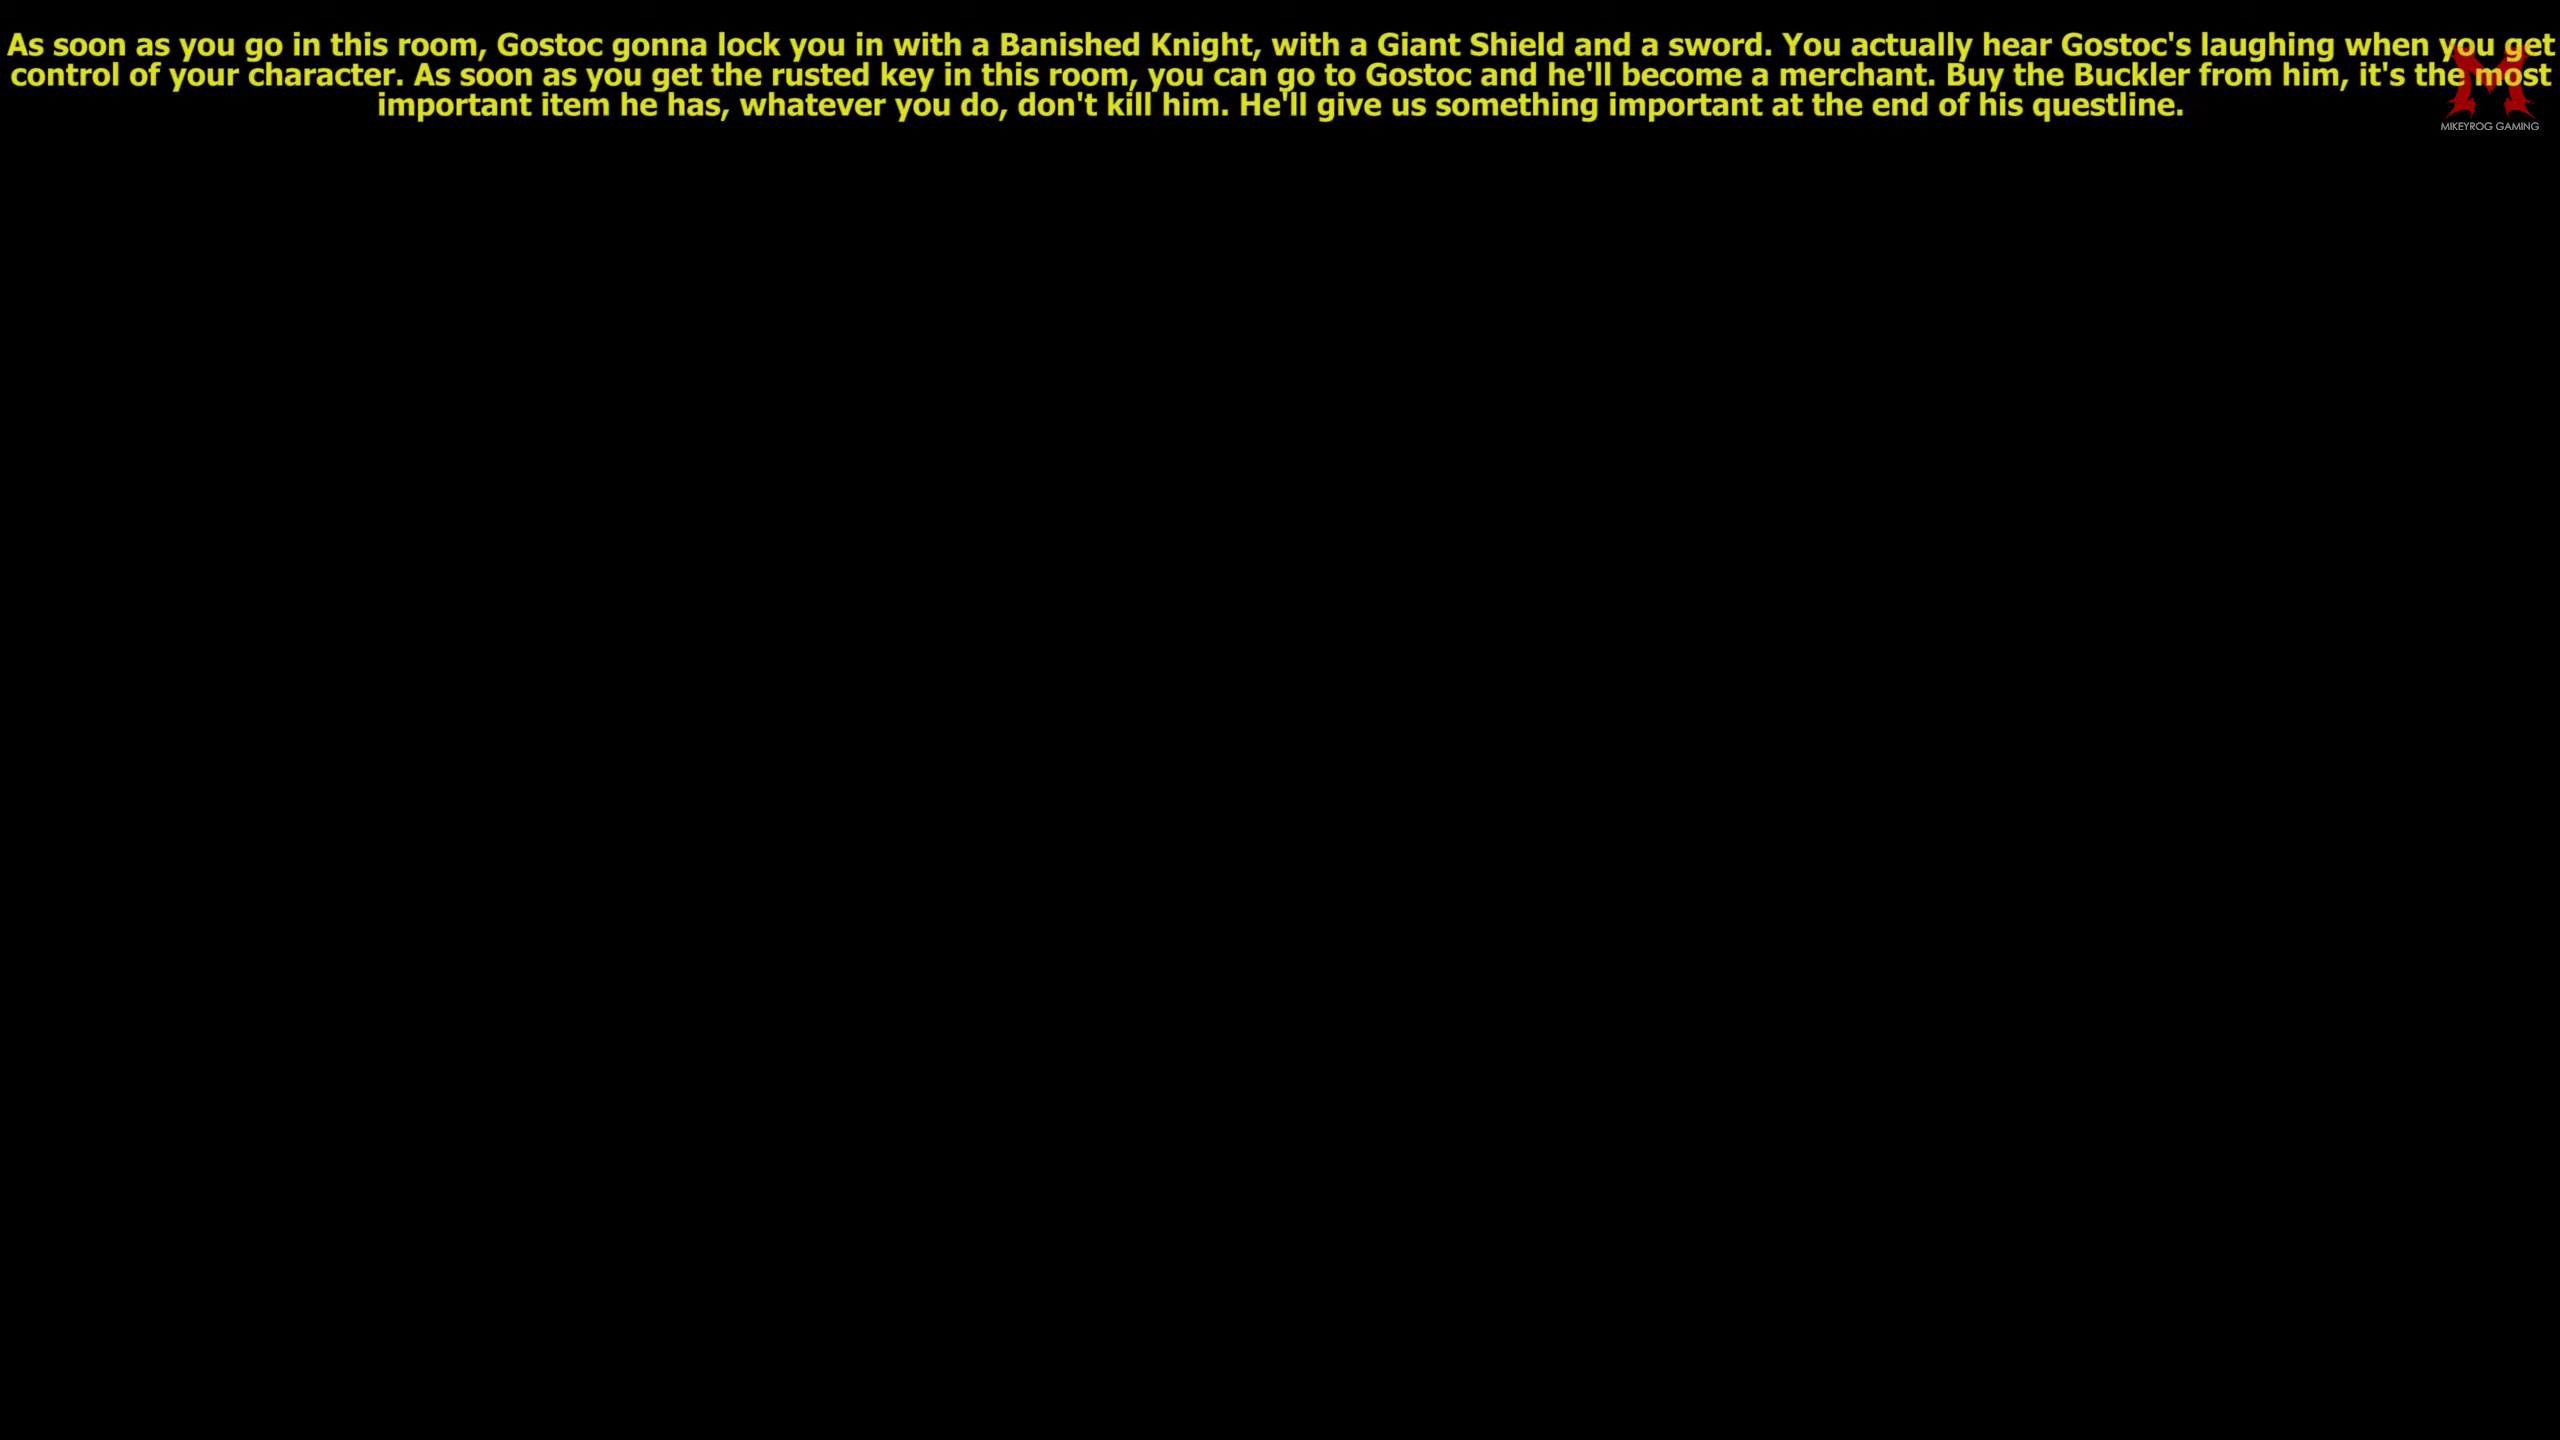 As soon as you go in this room, Gostoc gonna lock you in with a Banished Knight, with a Giant Shield and a sword. You actually hear Gostoc's laughing when you get
control of your character. As soon as you get the rusted key in this room, you can go to Gostoc and he'll become a merchant. Buy the Buckler from him, it's the most
important item he has, whatever you do, don't kill him. He'll give us something important at the end of his questline.
MIKEYROG GAMING